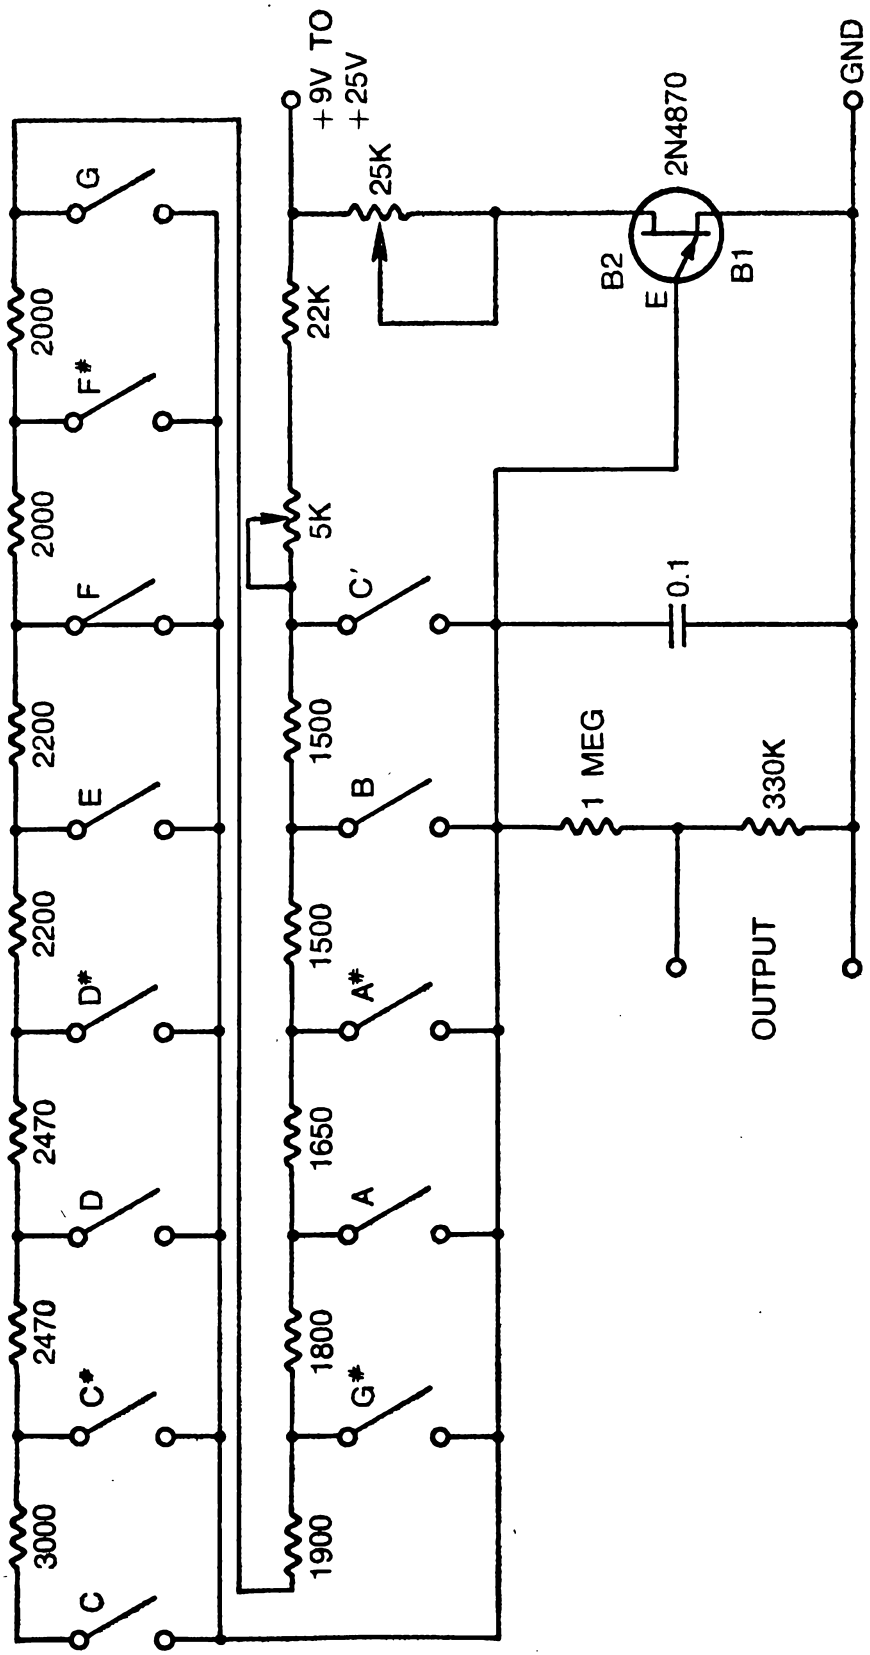 C
C#
D
D#
E
F
F#
G
3000
2470
2470
2200
2200
2000
2000
1900
1800
1650
1500
1500
5K
22K
+9V TO
+25V
G#
A
A#
B
C'
25K
B2
E
B1
2N4870
1 MEG
0.1
330K
OUTPUT
GND